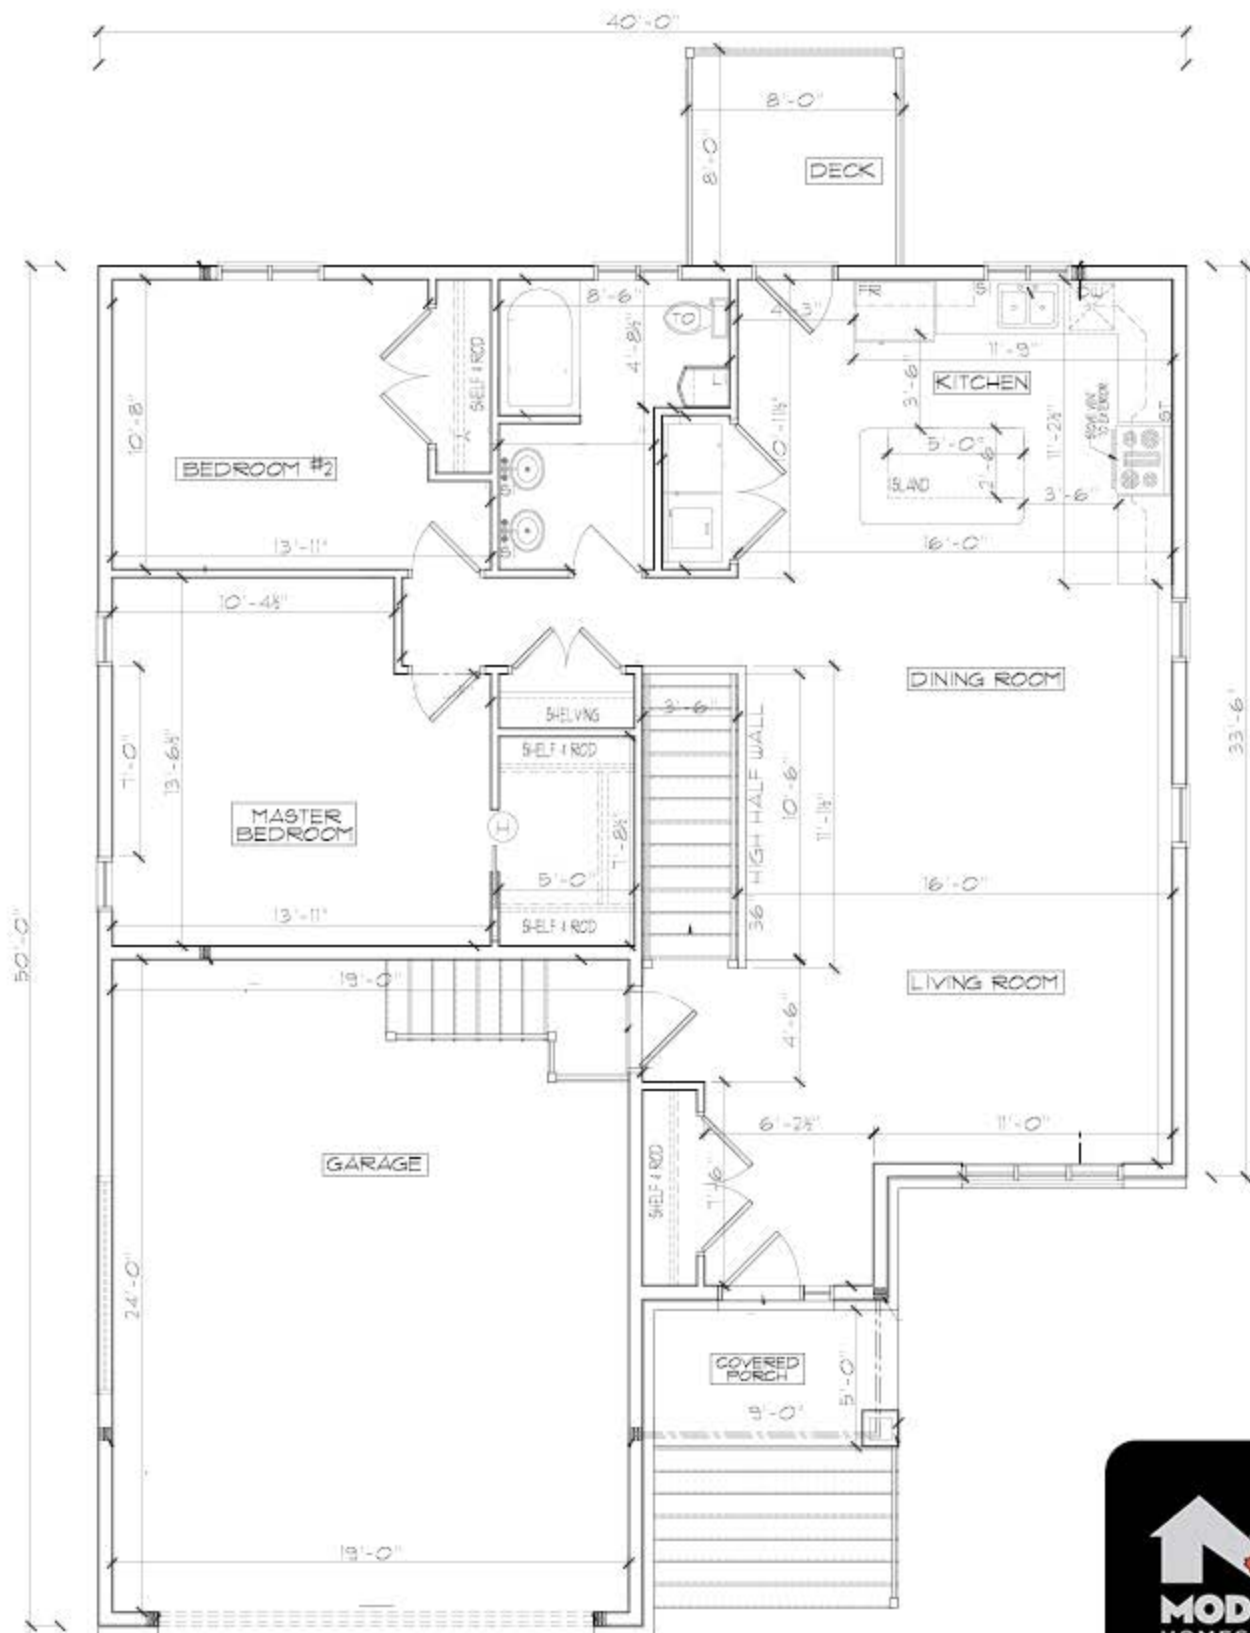 40'-0"
8'-0"
8'-0"
DECK
8'-6"
TO
4'-8½"
SHELF & ROD
10'-8"
BEDROOM #2
13'-11"
KITCHEN
3'-6"
10'-11½"
11'-2½"
ST
ISLAND
3'-6"
16'-0"
10'-4½"
DINING ROOM
SHELVING
3'-6"
SHELF & ROD
7'-0"
13'-6½"
MASTER
BEDROOM
7'-8½"
5'-0"
SHELF & ROD
13'-11"
36" HIGH HALF WALL
10'-6"
11'-1½"
33'-6"
16'-0"
50'-0"
19'-0"
LIVING ROOM
4'-6"
6'-2½"
11'-0"
GARAGE
SHELF & ROD
7'-6"
24'-0"
COVERED
PORCH
5'-0"
9'-0"
19'-0"
MOD